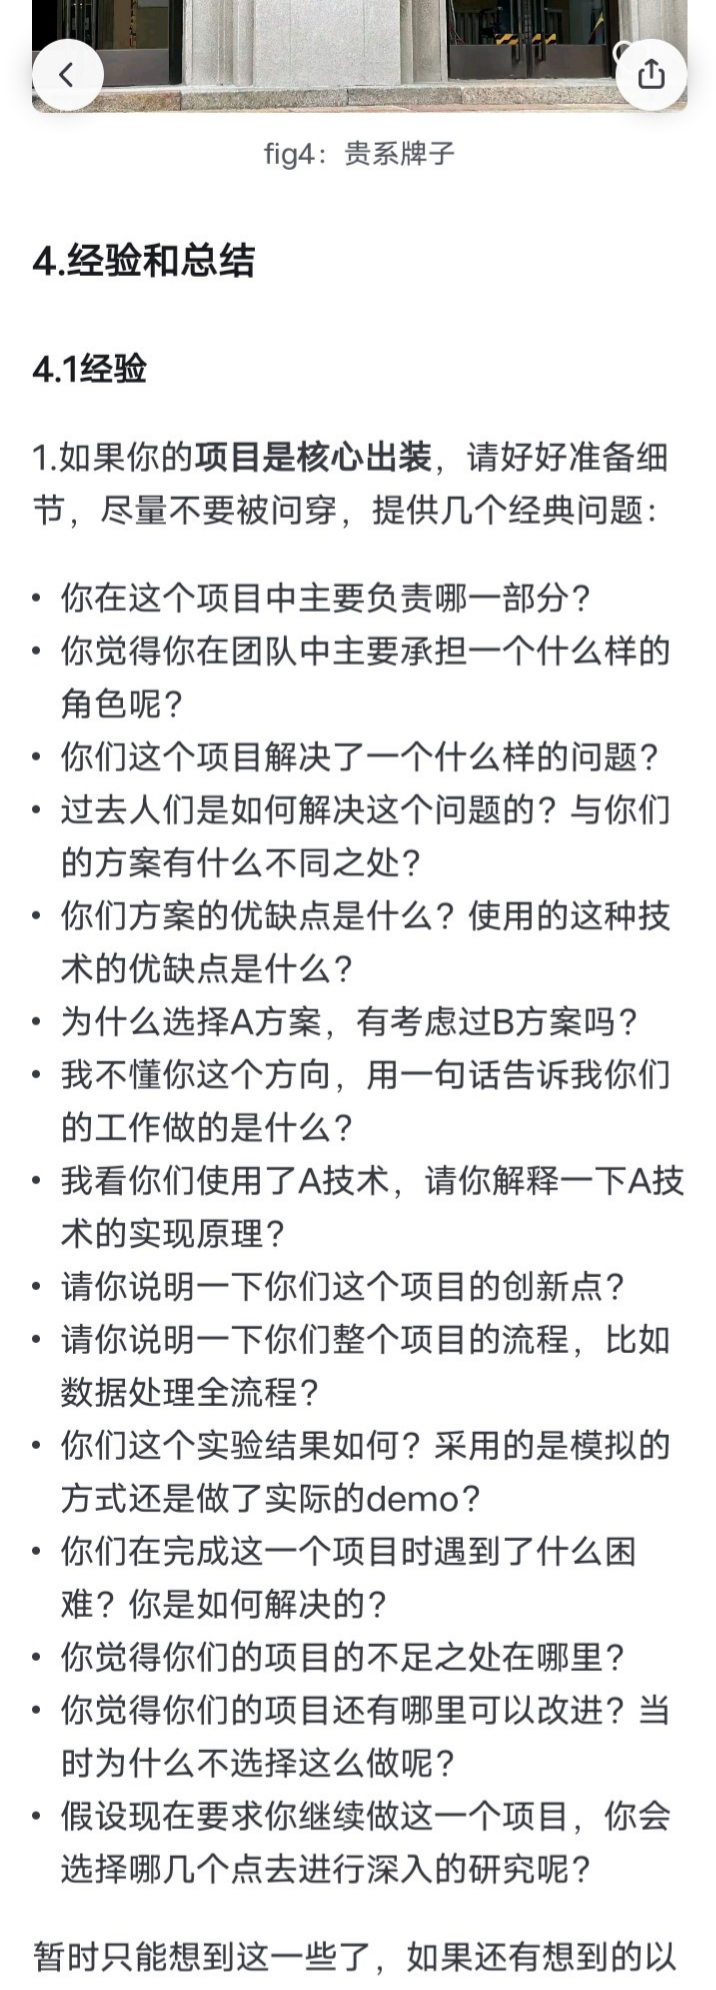 fig4：贵系牌子
4.经验和总结
4.1经验
1.如果你的项目是核心出装，请好好准备细
节，尽量不要被问穿，提供几个经典问题：
• 你在这个项目中主要负责哪一部分？
• 你觉得你在团队中主要承担一个什么样的
角色呢？
• 你们这个项目解决了一个什么样的问题？
• 过去人们是如何解决这个问题的？与你们
的方案有什么不同之处？
• 你们方案的优缺点是什么？使用的这种技
术的优缺点是什么？
• 为什么选择A方案，有考虑过B方案吗？
• 我不懂你这个方向，用一句话告诉我你们
的工作做的是什么？
• 我看你们使用了A技术，请你解释一下A技
术的实现原理？
• 请你说明一下你们这个项目的创新点？
• 请你说明一下你们整个项目的流程，比如
数据处理全流程？
• 你们这个实验结果如何？采用的是模拟的
方式还是做了实际的demo？
• 你们在完成这一个项目时遇到了什么困
难？你是如何解决的？
• 你觉得你们的项目的不足之处在哪里？
• 你觉得你们的项目还有哪里可以改进？当
时为什么不选择这么做呢？
• 假设现在要求你继续做这一个项目，你会
选择哪几个点去进行深入的研究呢？
暂时只能想到这一些了，如果还有想到的以